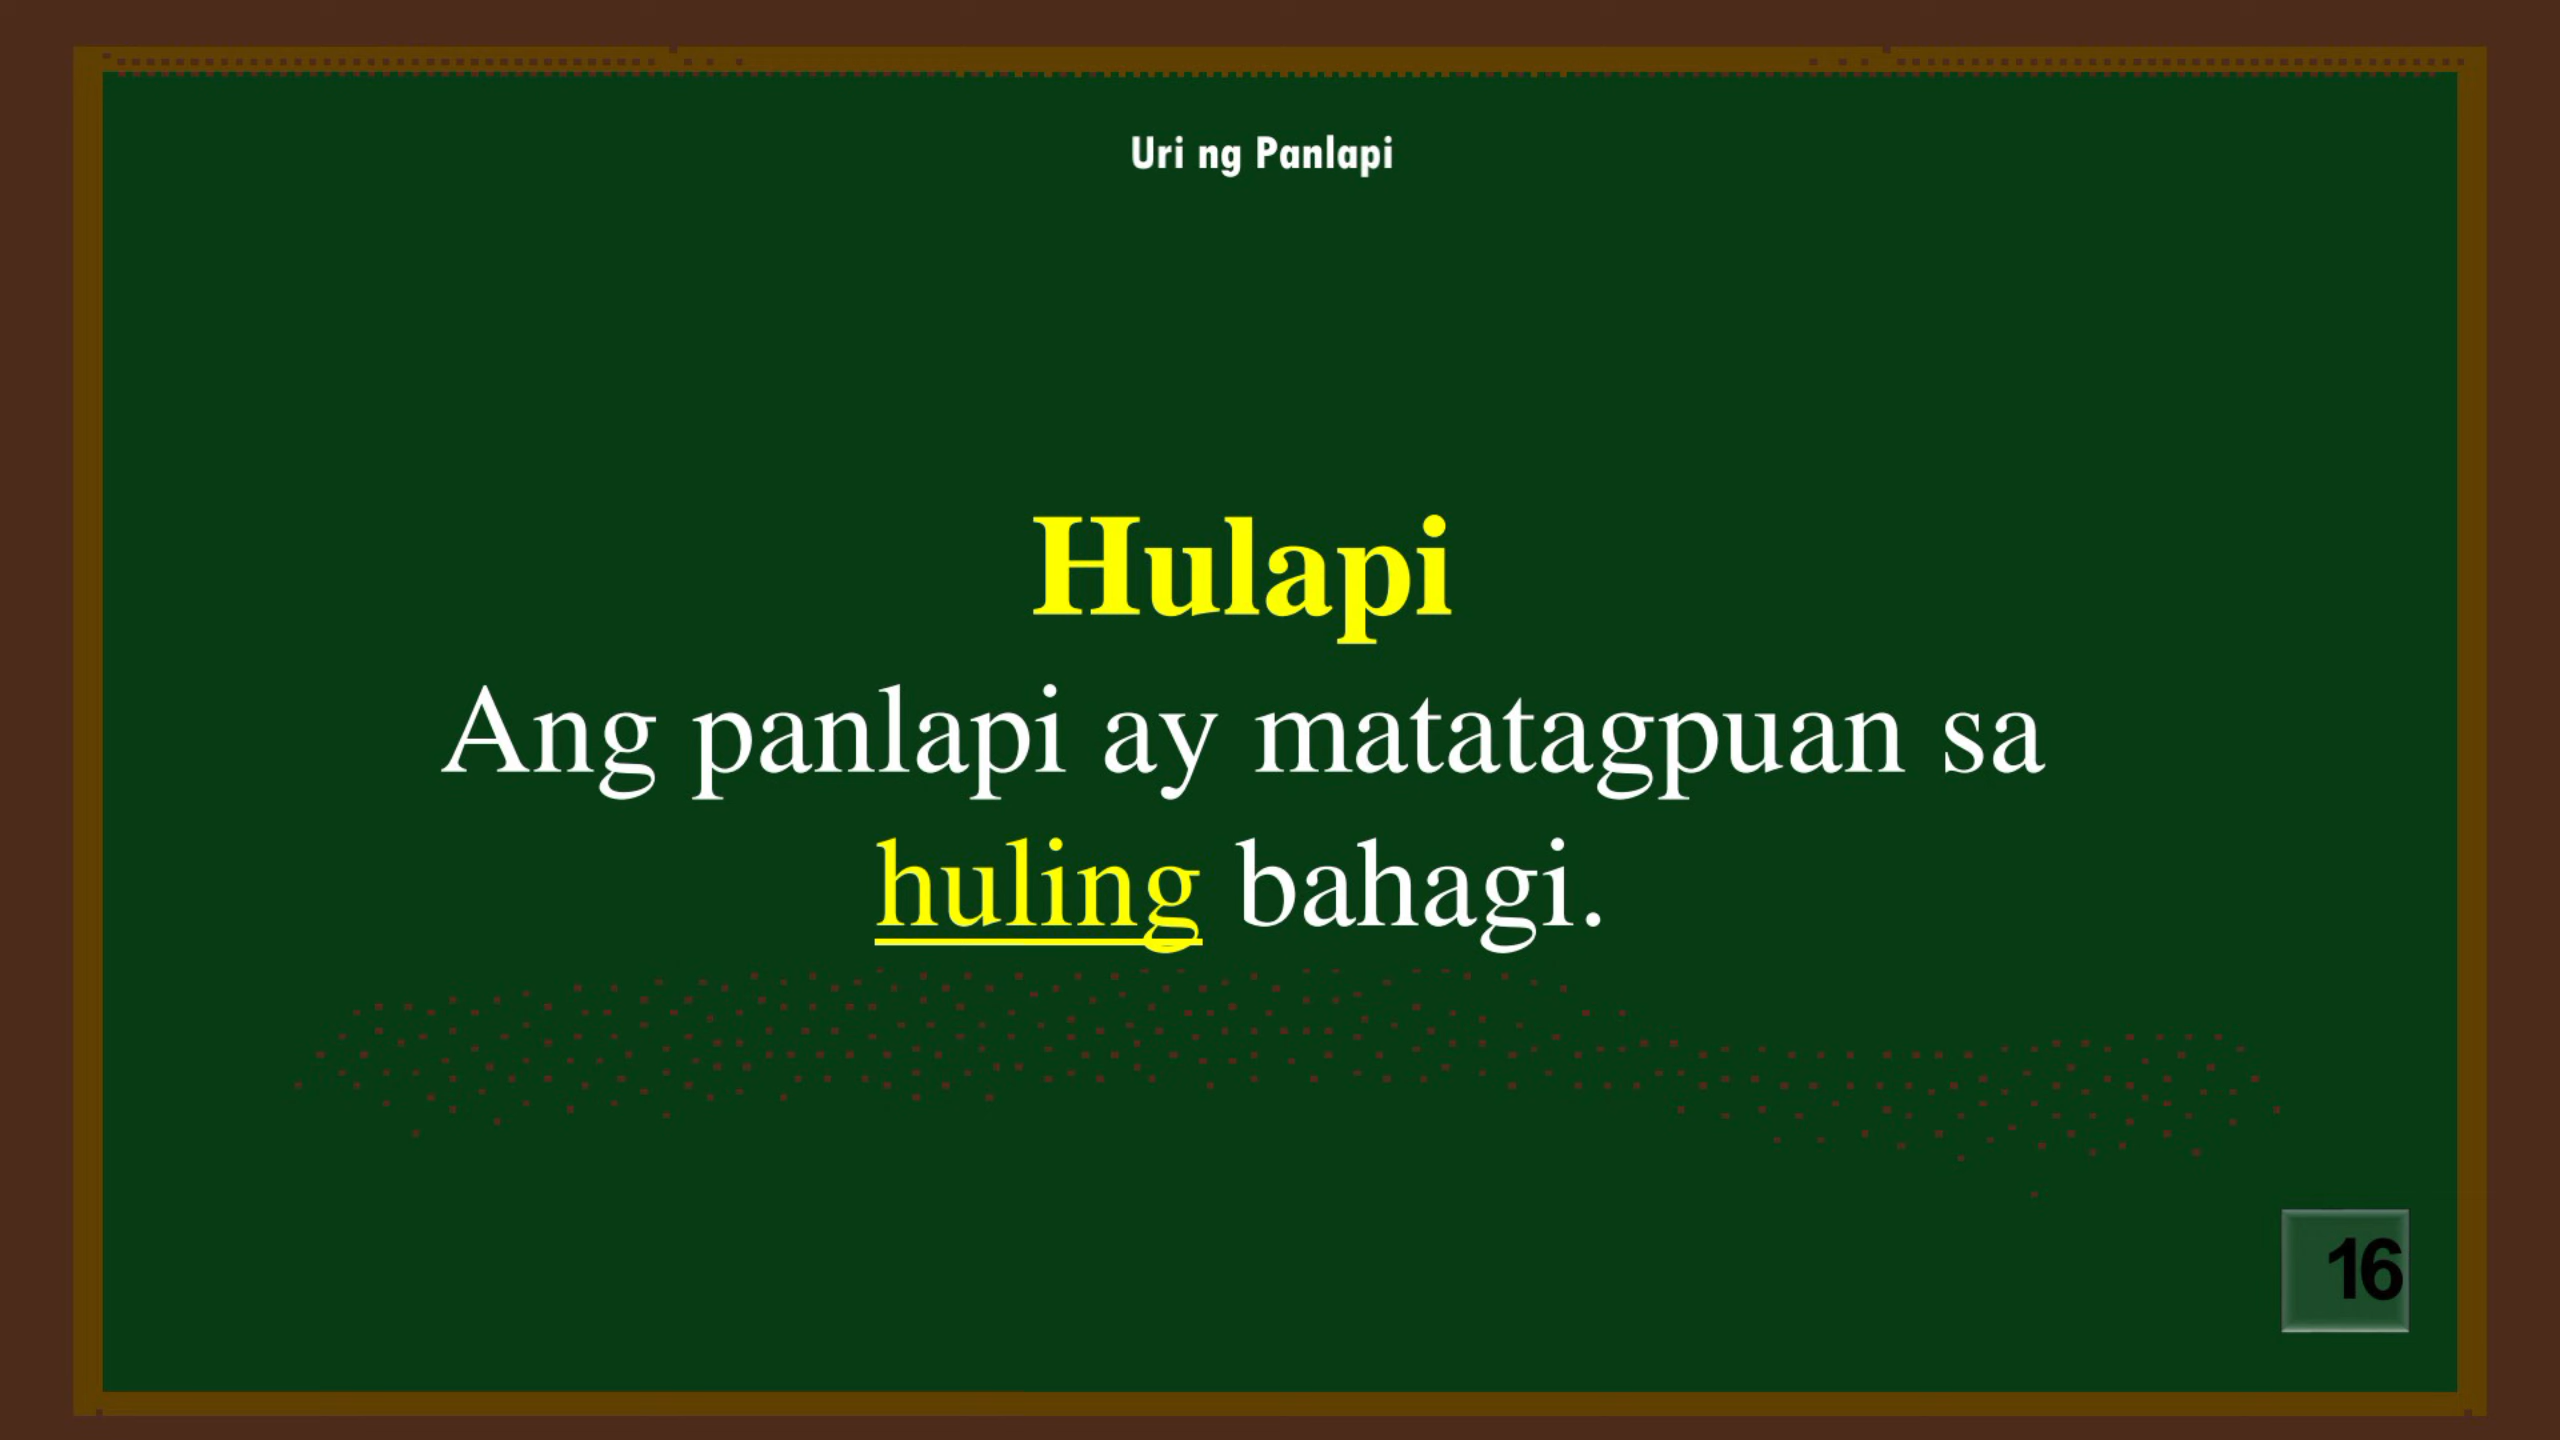 Uri ng Panlapi
Hulapi
Ang panlapi ay matatagpuan sa
huling bahagi.
16